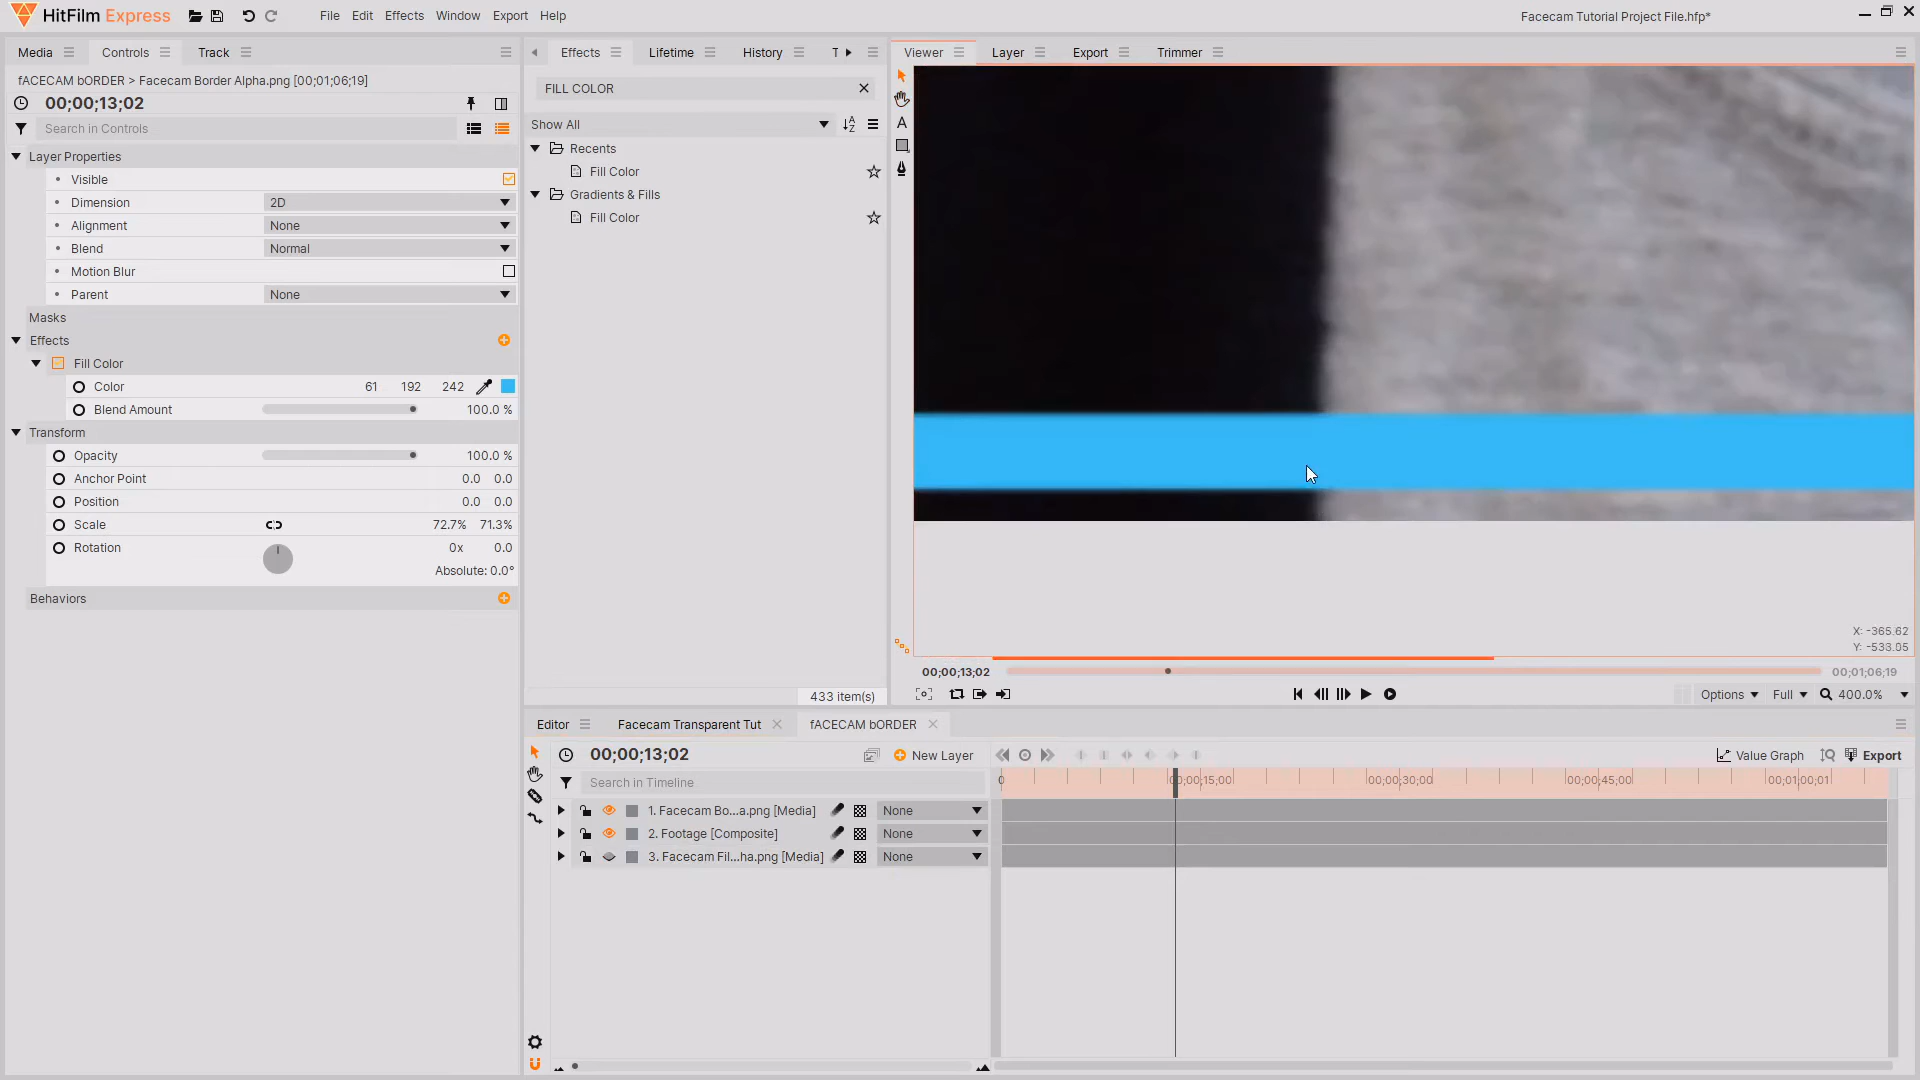 HitFilm Express File Edit Effects Window Export Help Facecam Tutorial Project File.hfp*
Media Controls Track Effects Lifetime History T Viewer Layer Export Trimmer
fACECAM bORDER > Facecam Border Alpha.png [00;01;06;19]
00;00;13;02
Search in Controls
Layer Properties
Visible
Dimension 2D
Alignment None
Blend Normal
Motion Blur
Parent None
Masks
Effects
Fill Color
Color 61 192 242
Blend Amount 100.0 %
Transform
Opacity 100.0 %
Anchor Point 0.0 0.0
Position 0.0 0.0
Scale 72.7% 71.3%
Rotation 0x 0.0
Absolute: 0.0°
Behaviors
FILL COLOR
Show All
Recents
Fill Color
Gradients & Fills
Fill Color
433 item(s)
A
X: -365.62
Y: -533.05
00;00;13;02 00;01;06;19
Options Full 400.0%
Editor Facecam Transparent Tut fACECAM bORDER
00;00;13;02 New Layer Value Graph Export
Search in Timeline 0 00;00;15;00 00;00;30;00 00;00;45;00 00;01;00;01
1. Facecam Bo...a.png [Media] None
2. Footage [Composite] None
3. Facecam Fil...ha.png [Media] None